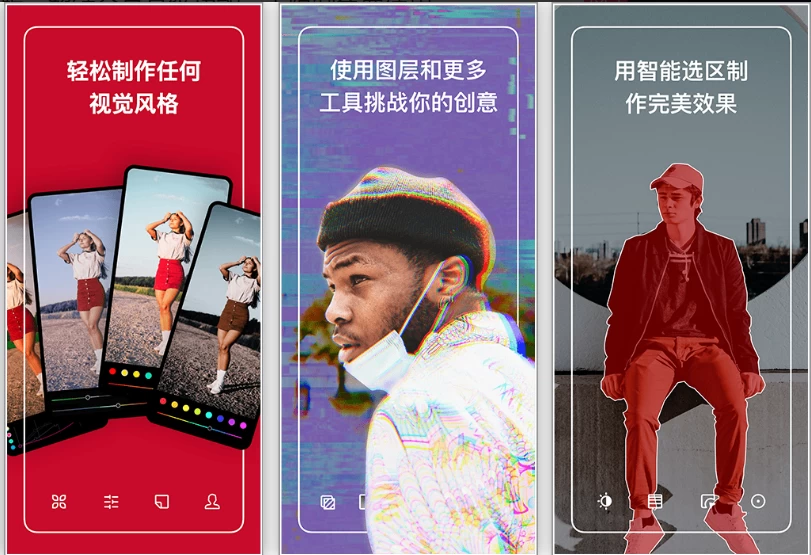 轻松制作任何
视觉风格
使用图层和更多
工具挑战你的创意
用智能选区制
作完美效果